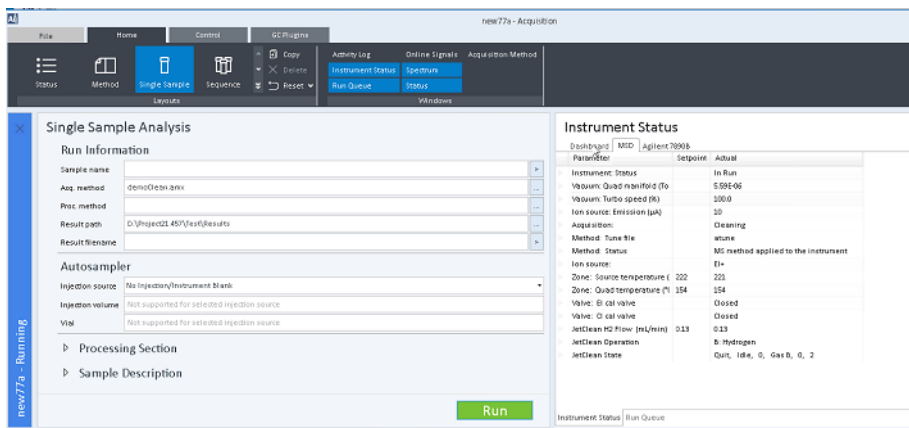 new77a - Acquisition
File Home Control GC Plugins
Status Method Single Sample Sequence
Copy
Delete
Reset
Layouts
Activity Log Online Signals Acquisition Method
Instrument Status Spectrum
Run Queue Status
Windows
new77a - Running
Single Sample Analysis
Run Information
Sample name
Acq. method demoClean.amx
Proc. method
Result path D:\Project21.457\Test\Results
Result filename
Autosampler
Injection source No Injection/Instrument Blank
Injection volume Not supported for selected injection source
Vial Not supported for selected injection source
Processing Section
Sample Description
Run
Instrument Status
Dashboard MSD Agilent 7890B
Parameter Setpoint Actual
Instrument: Status In Run
Vacuum: Quad manifold (To 5.59E-06
Vacuum: Turbo speed (%) 100.0
Ion source: Emission (µA) 10
Acquisition: Cleaning
Method: Tune file atune
Method: Status MS method applied to the instrument
Ion source: EI+
Zone: Source temperature ( 222 221
Zone: Quad temperature (° 154 154
Valve: EI cal valve Closed
Valve: CI cal valve Closed
JetClean H2 Flow (mL/min) 0.13 0.13
JetClean Operation B: Hydrogen
JetClean State Quit, Idle, 0, Gas B, 0, 2
Instrument Status Run Queue